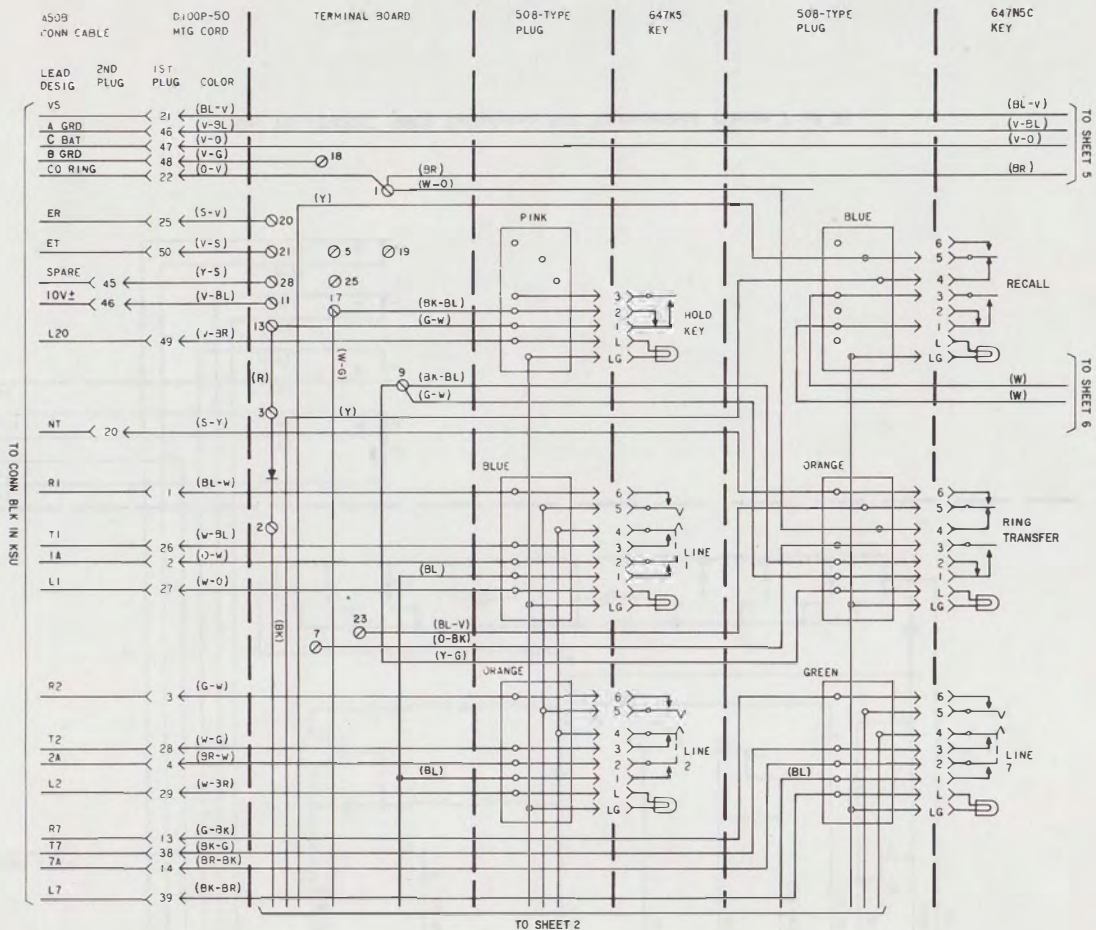 A50B CONN CABLE
D100P-50 MTG CORD
TERMINAL BOARD
508-TYPE PLUG
647K5 KEY
508-TYPE PLUG
647N5C KEY
LEAD DESIG
2ND PLUG
1ST PLUG
COLOR
VS 21 (BL-V) (BL-V)
A GRD 46 (V-BL) (V-BL)
C BAT 47 (V-O) (V-O)
B GRD 48 (V-G) 18
CO RING 22 (O-V) 1 (BR) (BR)
(W-O)
TO SHEET 5
(Y)
ER 25 (S-V) 20
PINK
BLUE
ET 50 (V-S) 21 5 19
SPARE 45 (Y-S) 28 25
10V± 46 (V-BL) 11 17 (BK-BL)
13 (G-W)
L20 49 (V-BR)
3
2
1
L
LG
HOLD KEY
6
5
4
3
2
1
L
LG
RECALL
(W)
(W)
TO SHEET 6
(R)
(W-G)
9 (BK-BL)
(G-W)
3 (Y)
NT 20 (S-Y)
TO CONN BLK IN KSU
BLUE
ORANGE
R1 1 (BL-W)
2
T1 26 (W-BL)
1A 2 (O-W)
L1 27 (W-O)
(BL)
6
5
4
3
2
1
L
LG
LINE 1
6
5
4
3
2
1
L
LG
RING TRANSFER
(BK)
7
23
(BL-V)
(O-BK)
(Y-G)
ORANGE
GREEN
R2 3 (G-W)
T2 28 (W-G)
2A 4 (BR-W)
L2 29 (W-BR)
(BL)
6
5
4
3
2
1
L
LG
LINE 2
(BL)
6
5
4
3
2
1
L
LG
LINE 7
R7 13 (G-BK)
T7 38 (BK-G)
7A 14 (BR-BK)
L7 39 (BK-BR)
TO SHEET 2